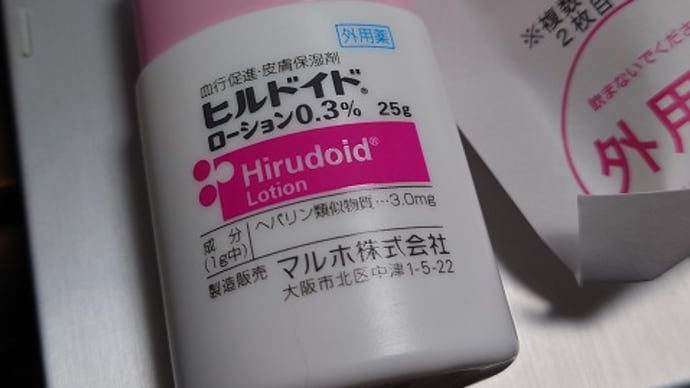 外用薬
血行促進・皮膚保湿剤
ヒルドイド®
ローション0.3% 25g
Hirudoid®
Lotion
成分
(1g中)
ヘパリン類似物質…3.0mg
製造販売 マルホ株式会社
大阪市北区中津1-5-22
※複数
2枚目
飲まないでくださ
外用